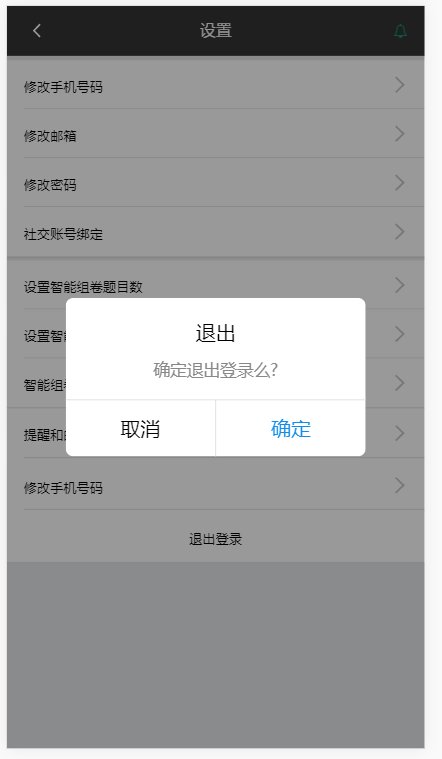 设置
修改手机号码
修改邮箱
修改密码
社交账号绑定
设置智能组卷题目数
设置智
智能组
提醒和
修改手机号码
退出登录
退出
确定退出登录么?
取消
确定